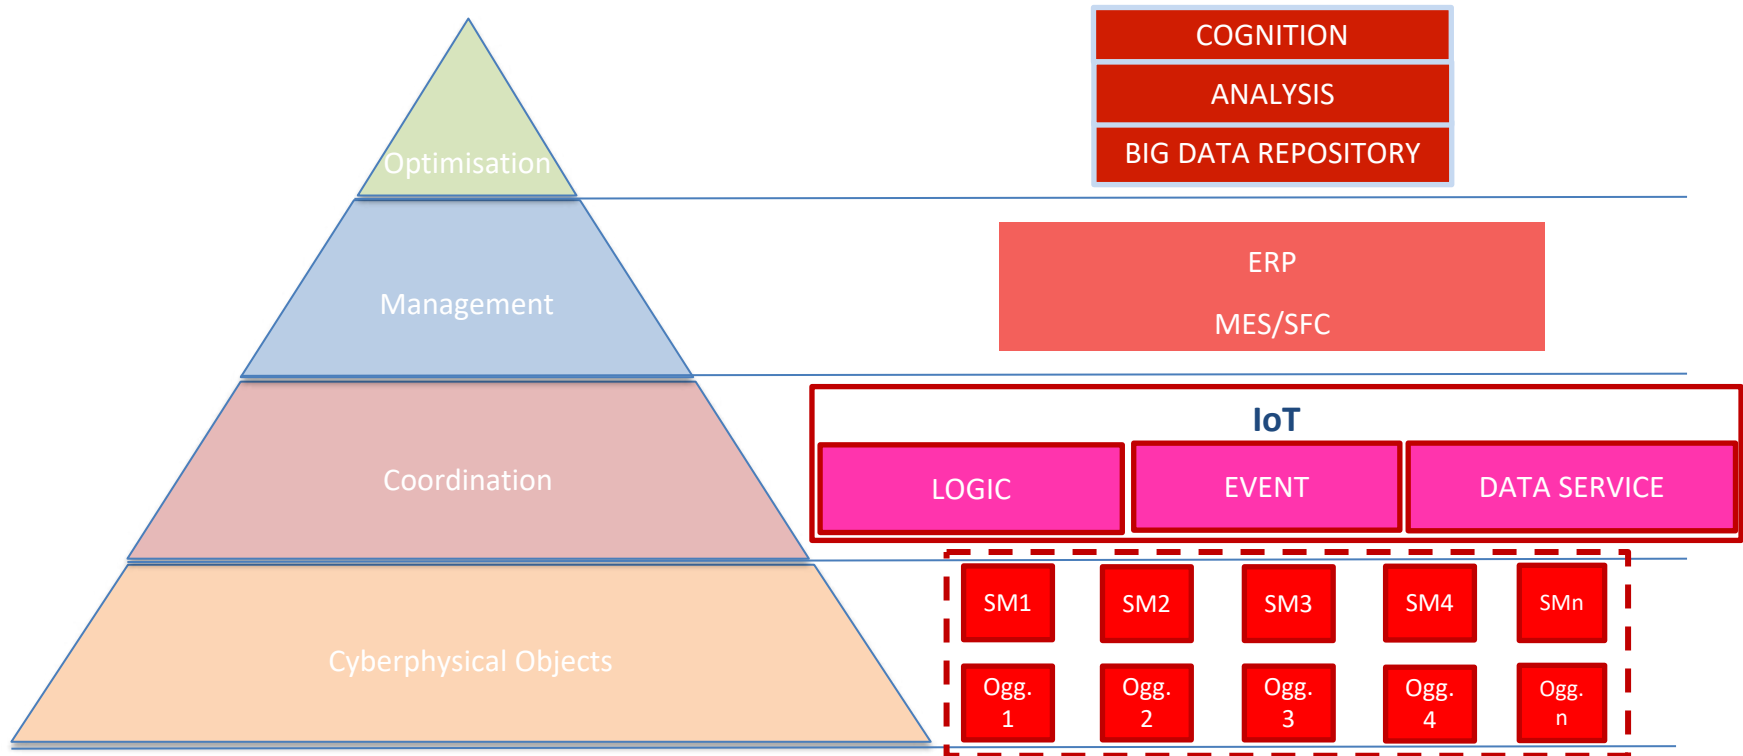 COGNITION
ANALYSIS
BIG DATA REPOSITORY
Optimisation
ERP
MES/SFC
Management
IoT
LOGIC
EVENT
DATA SERVICE
Coordination
SM1
SM2
SM3
SM4
SMn
Cyberphysical Objects
Ogg.
1
Ogg.
2
Ogg.
3
Ogg.
4
Ogg.
n